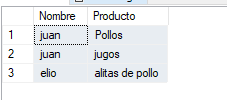 Nombre Producto
1 juan Pollos
2 juan jugos
3 elio alitas de pollo